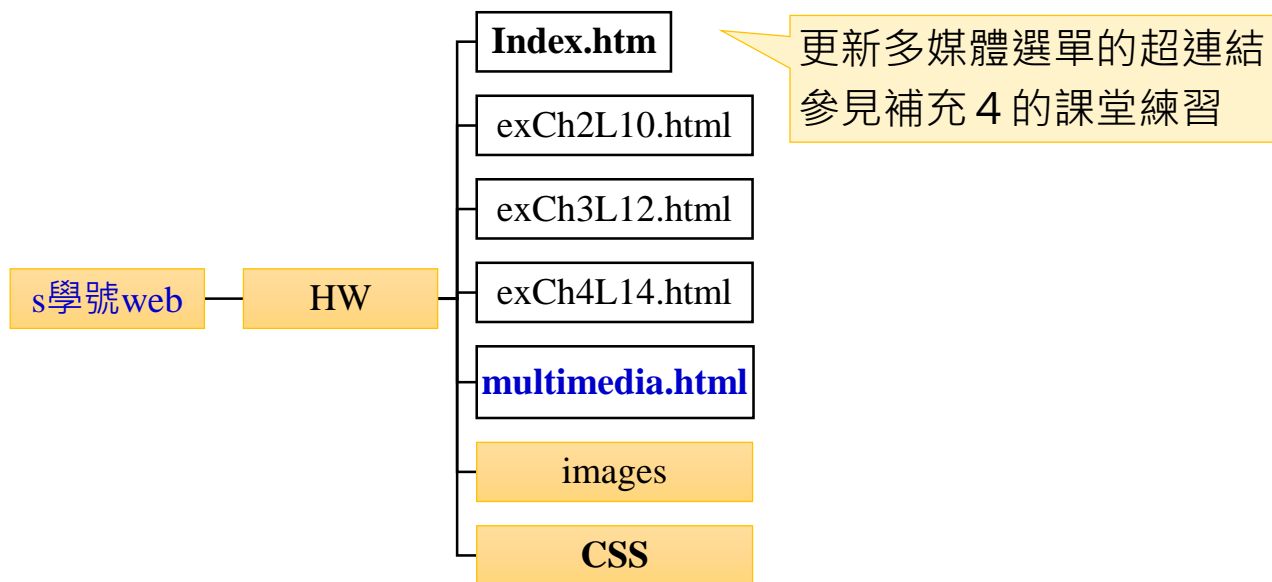 Index.htm
更新多媒體選單的超連結
參見補充 4 的課堂練習
exCh2L10.html
exCh3L12.html
exCh4L14.html
s學號web
HW
multimedia.html
images
CSS